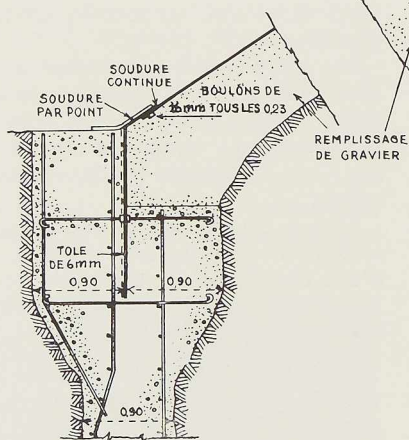 SOUDURE
CONTINUE
SOUDURE
PAR POINT
BOULONS DE
16mm TOUS LES 0,23
REMPLISSAGE
DE GRAVIER
TOLE
DE 6mm
0,90
0,90
0,90